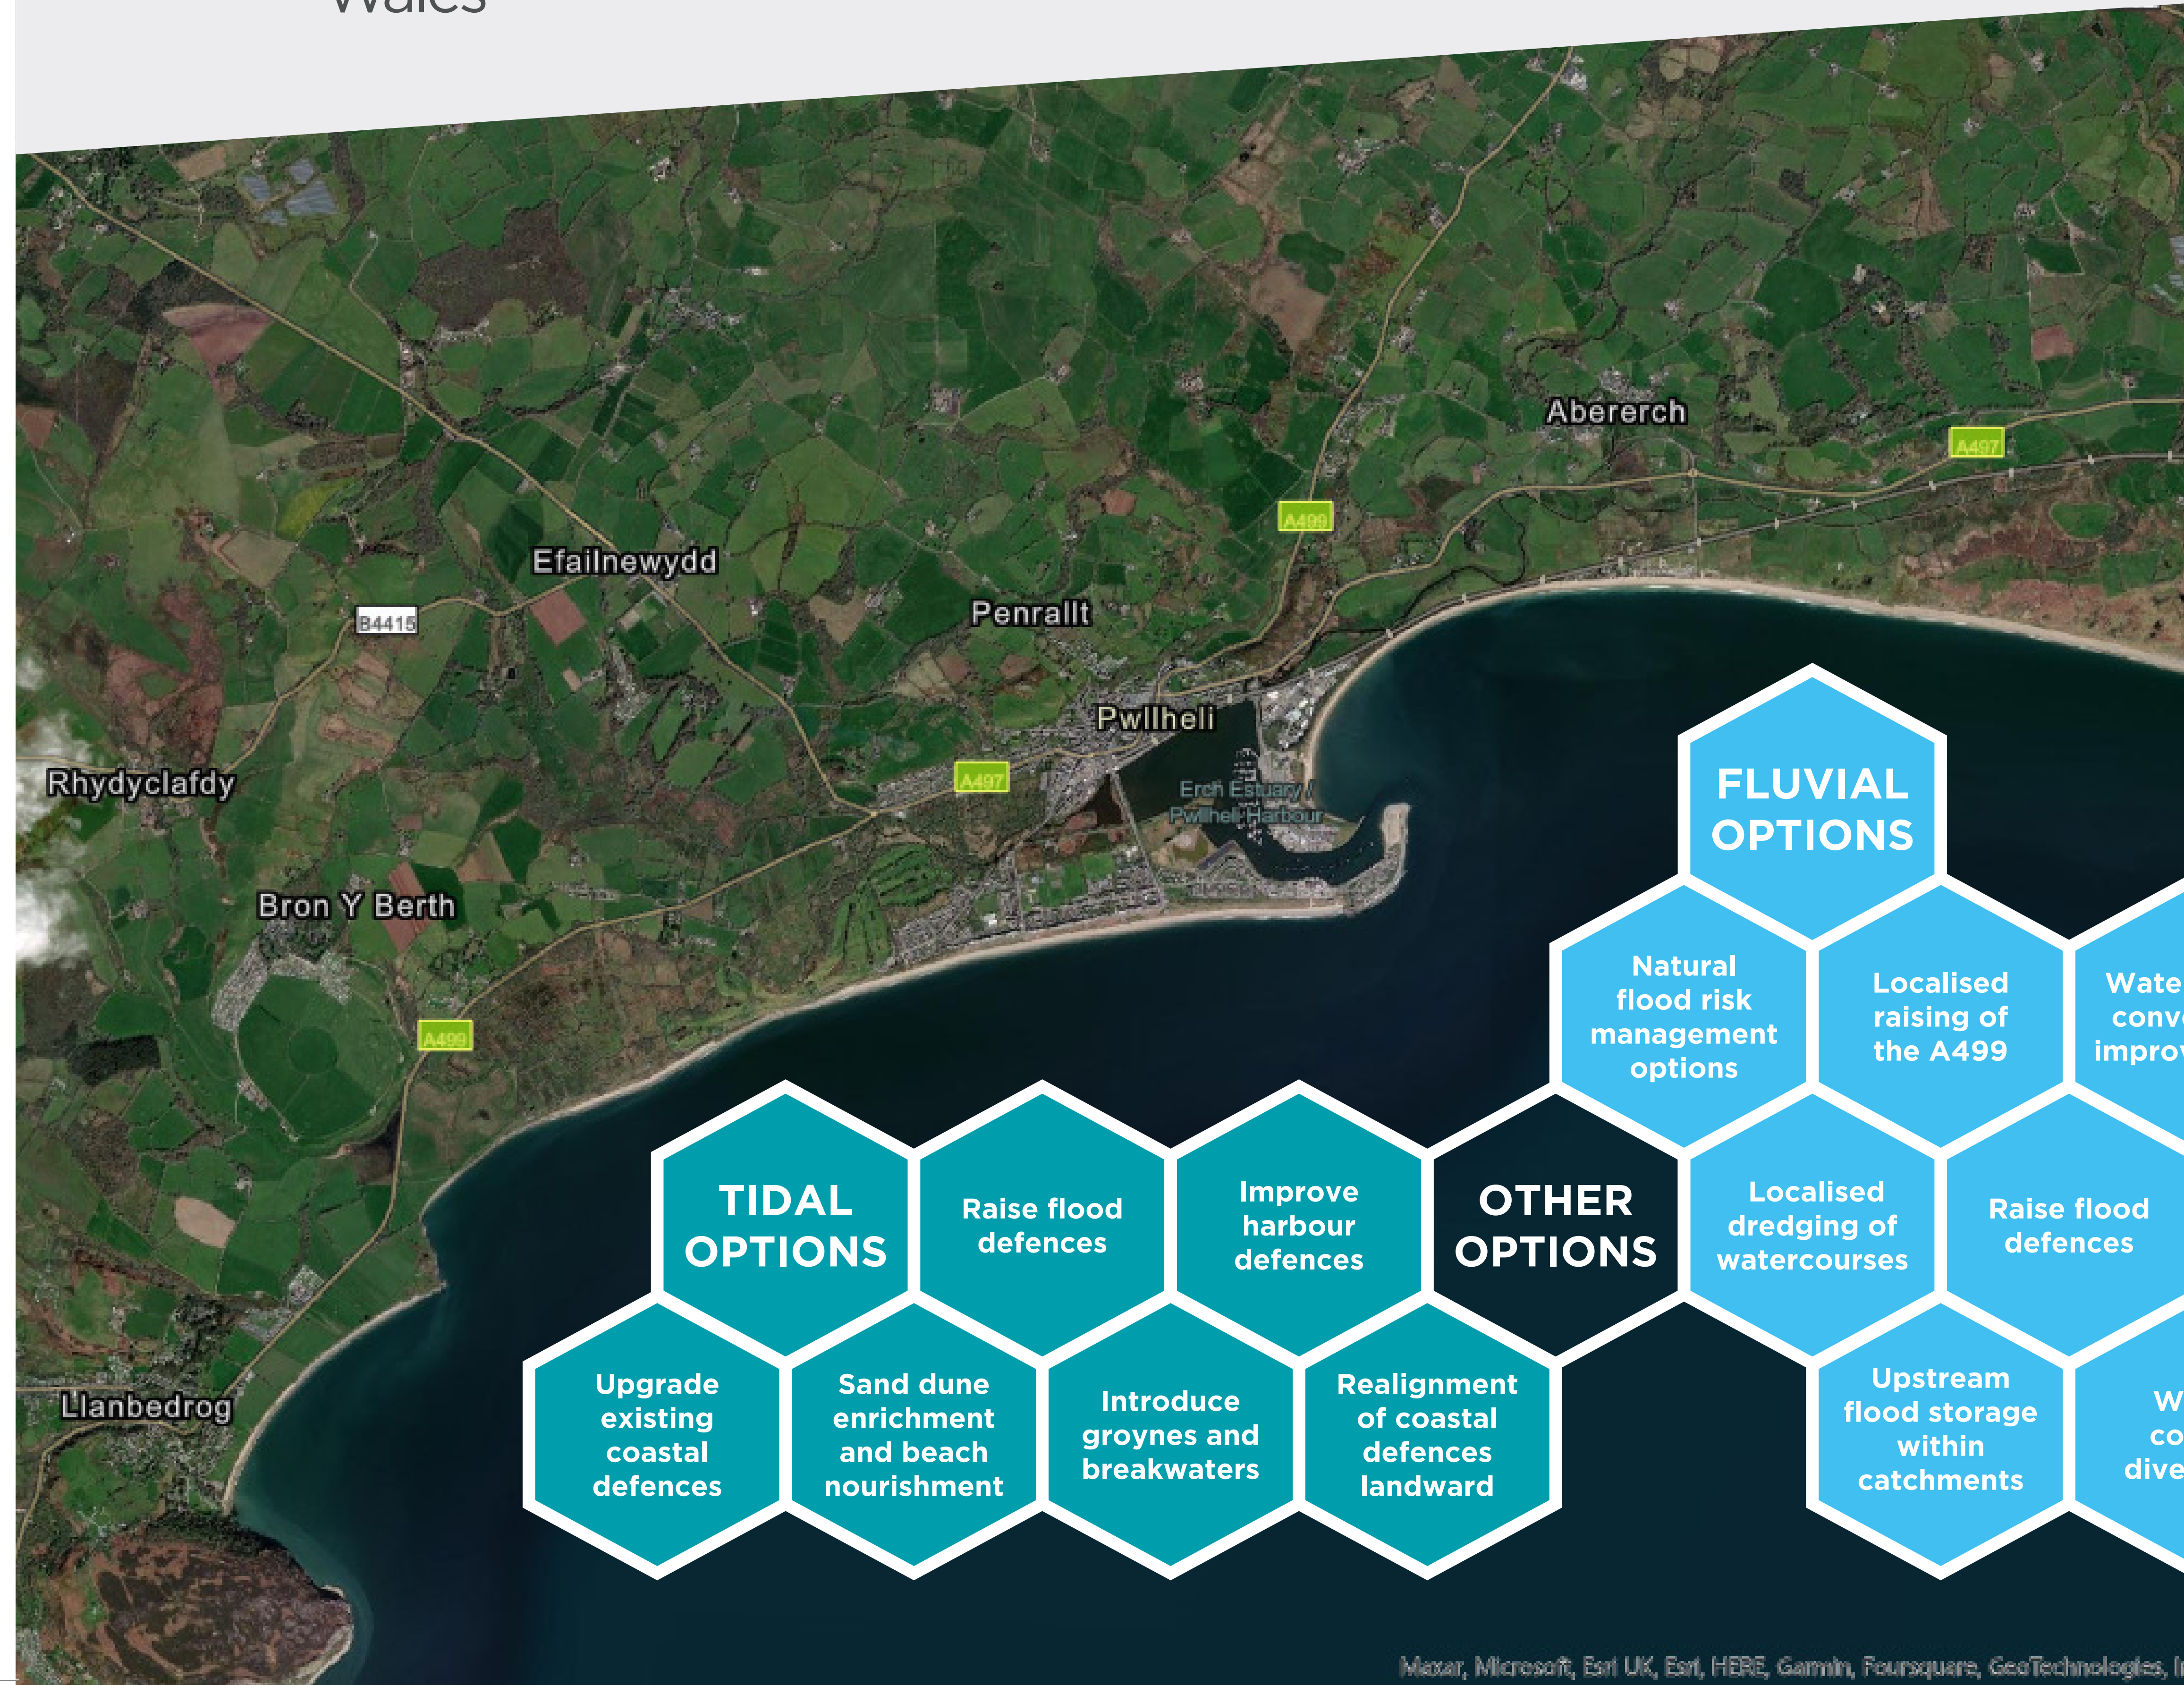 Wales
Abererch
A497
A499
Efailnewydd
B4415
Penrallt
Pwllheli
Rhydyclafdy
A497
Erch Estuary /
Pwllheli Harbour
Bron Y Berth
A499
Llanbedrog
FLUVIAL
OPTIONS
Natural
flood risk
management
options
Localised
raising of
the A499
TIDAL
OPTIONS
Raise flood
defences
Improve
harbour
defences
OTHER
OPTIONS
Localised
dredging of
watercourses
Raise flood
defences
Upgrade
existing
coastal
defences
Sand dune
enrichment
and beach
nourishment
Introduce
groynes and
breakwaters
Realignment
of coastal
defences
landward
Upstream
flood storage
within
catchments
Maxar, Microsoft, Esri UK, Esri, HERE, Garmin, Foursquare, GeoTechnologies,